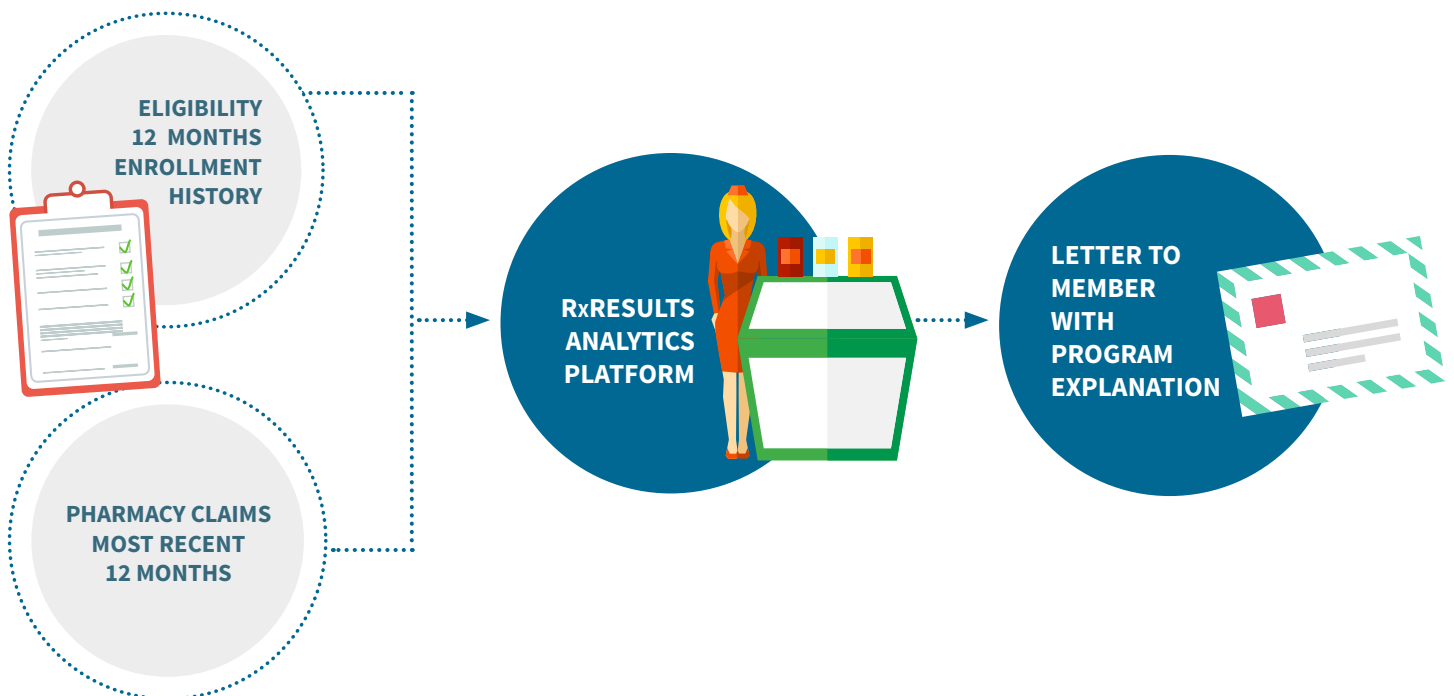 ELIGIBILITY
12 MONTHS
ENROLLMENT
HISTORY
PHARMACY CLAIMS
MOST RECENT
12 MONTHS
RxRESULTS
ANALYTICS
PLATFORM
LETTER TO
MEMBER
WITH
PROGRAM
EXPLANATION